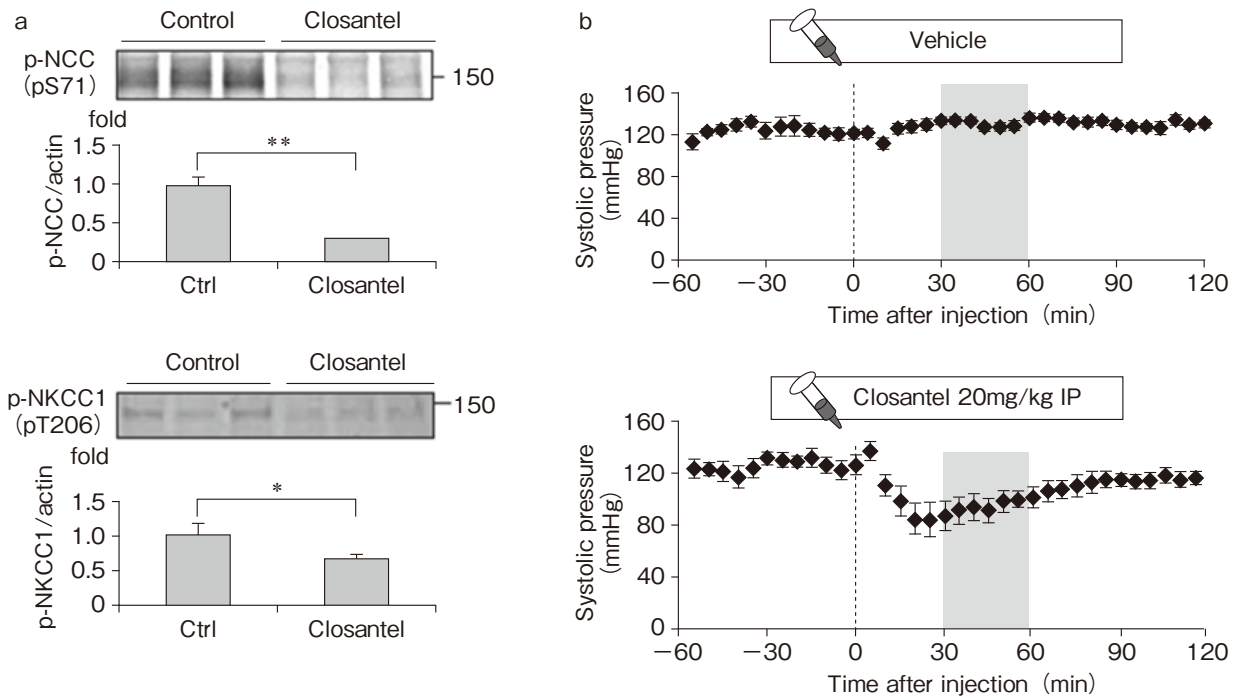 a
Control Closantel
p-NCC
(pS71)
150
fold
1.5
1.0
0.5
0
p-NCC/actin
**
Ctrl Closantel
Control Closantel
p-NKCC1
(pT206)
150
fold
1.5
1.0
0.5
0
p-NKCC1/actin
*
Ctrl Closantel
b
Vehicle
160
120
80
40
0
Systolic pressure
(mmHg)
−60 −30 0 30 60 90 120
Time after injection (min)
Closantel 20mg/kg IP
160
120
80
40
0
Systolic pressure
(mmHg)
−60 −30 0 30 60 90 120
Time after injection (min)